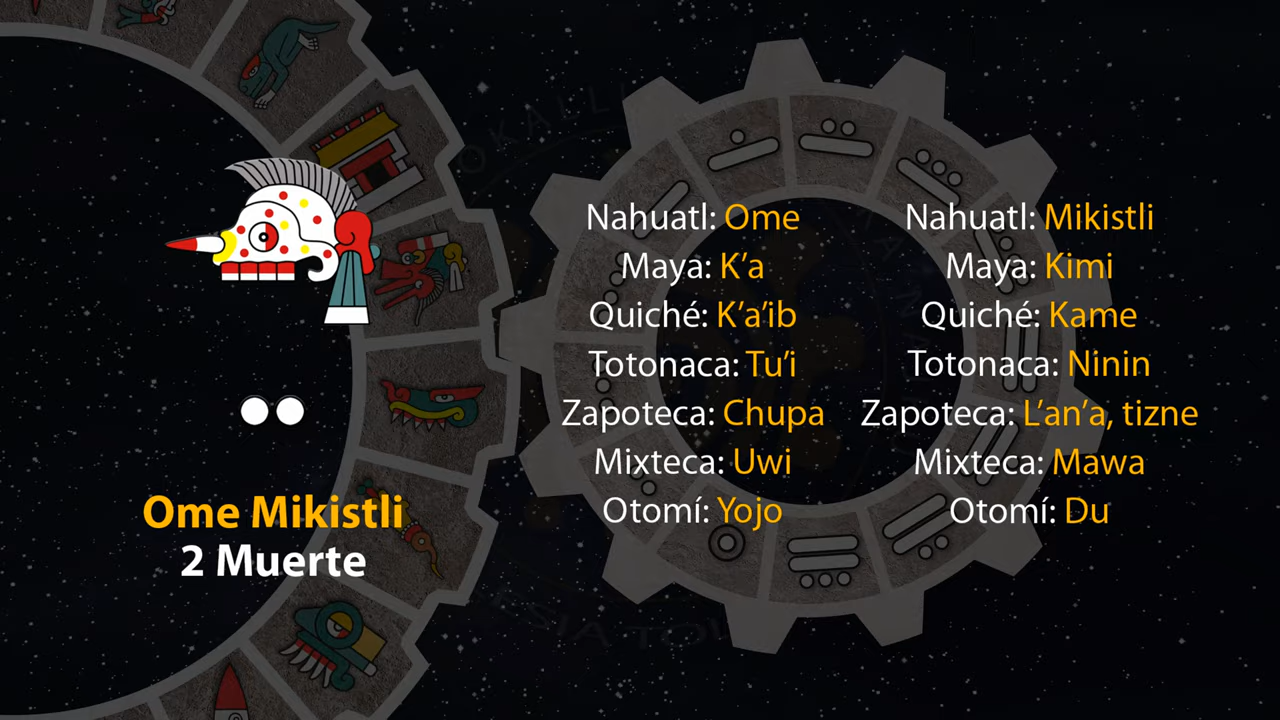 Nahuatl: Ome
Maya: K’a
Quiché: K’a’ib
Totonaca: Tu’i
Zapoteca: Chupa
Mixteca: Uwi
Otomí: Yojo
Nahuatl: Mikistli
Maya: Kimi
Quiché: Kame
Totonaca: Ninin
Zapoteca: L’an’a, tizne
Mixteca: Mawa
Otomí: Du
Ome Mikistli
2 Muerte